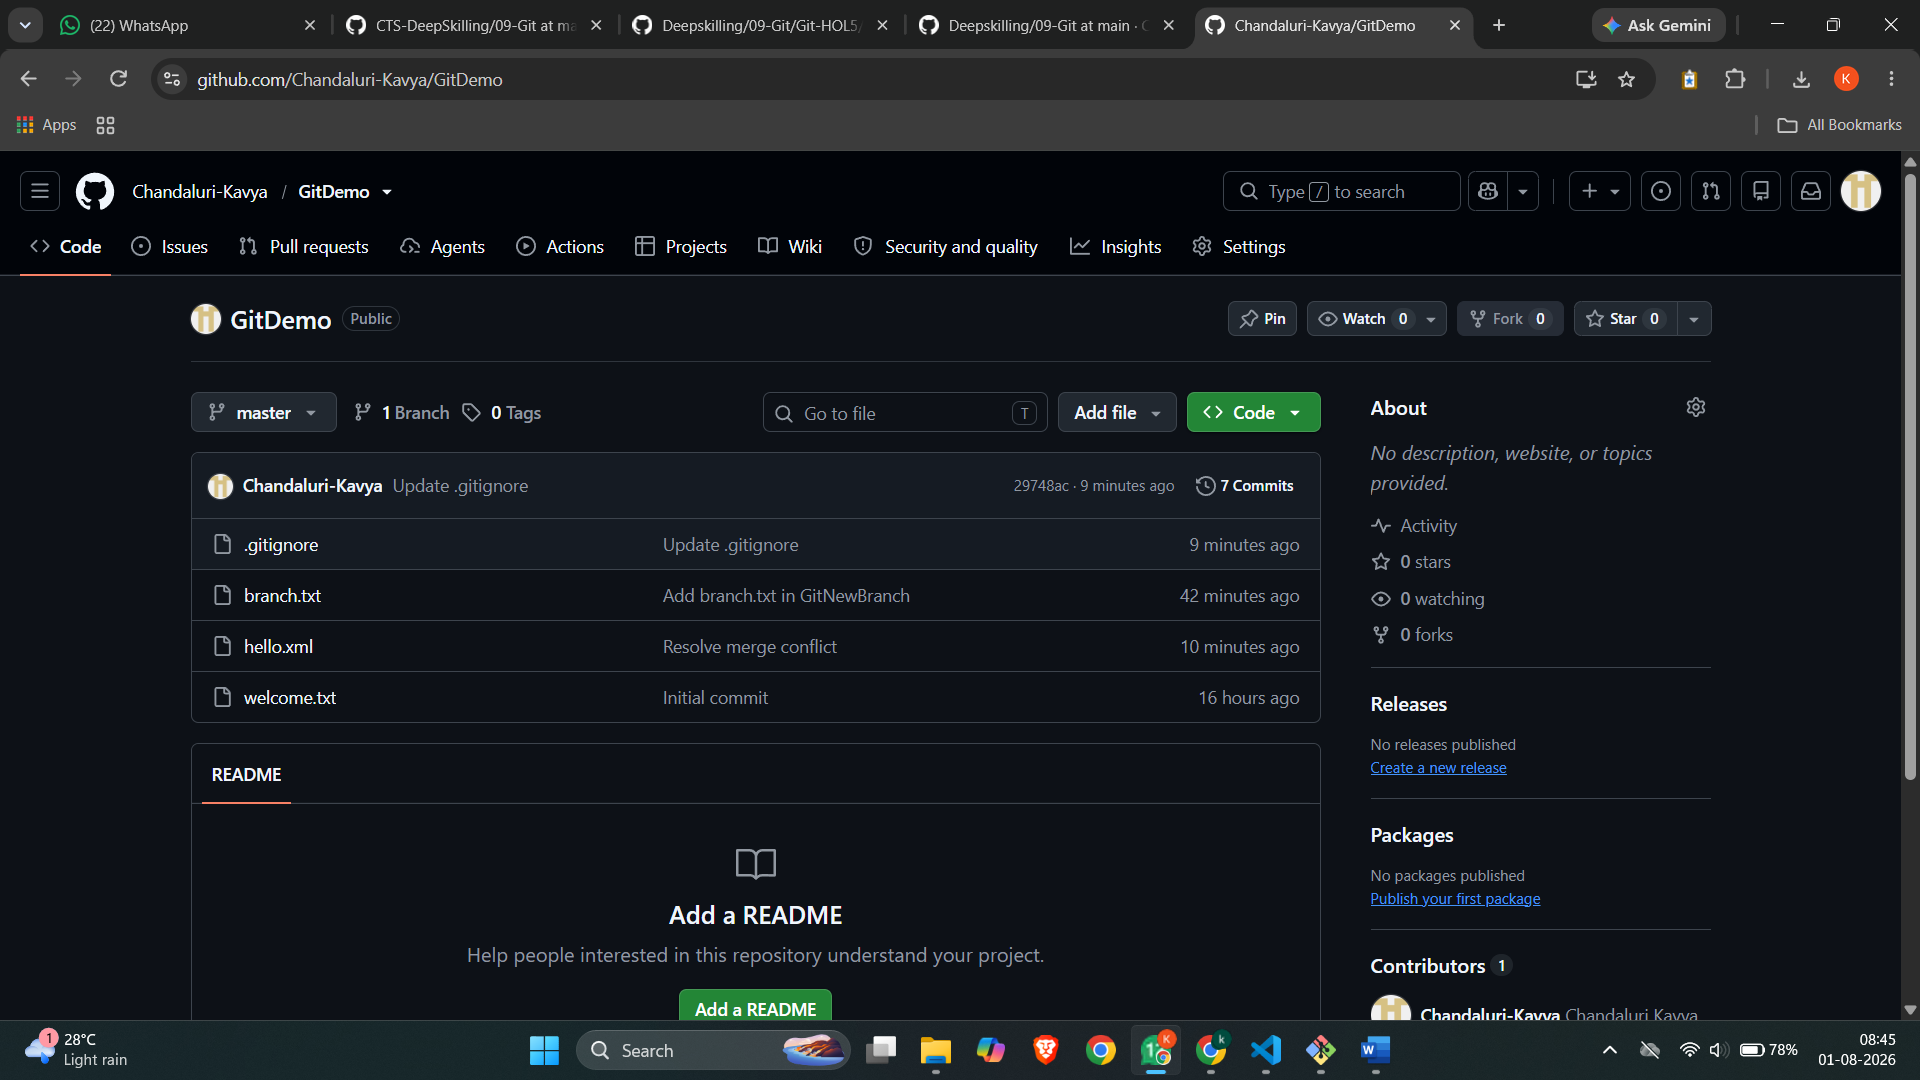 (22) WhatsApp
CTS-DeepSkilling/09-Git at ma
Deepskilling/09-Git/Git-HOL5/
Deepskilling/09-Git at main · C
Chandaluri-Kavya/GitDemo
Ask Gemini
github.com/Chandaluri-Kavya/GitDemo
K
Apps
All Bookmarks
Chandaluri-Kavya / GitDemo
Type / to search
Code
Issues
Pull requests
Agents
Actions
Projects
Wiki
Security and quality
Insights
Settings
GitDemo Public
Pin
Watch 0
Fork 0
Star 0
master
1 Branch
0 Tags
Go to file T
Add file
Code
Chandaluri-Kavya Update .gitignore
29748ac · 9 minutes ago
7 Commits
.gitignore Update .gitignore 9 minutes ago
branch.txt Add branch.txt in GitNewBranch 42 minutes ago
hello.xml Resolve merge conflict 10 minutes ago
welcome.txt Initial commit 16 hours ago
README
Add a README
Help people interested in this repository understand your project.
Add a README
About
No description, website, or topics
provided.
Activity
0 stars
0 watching
0 forks
Releases
No releases published
Create a new release
Packages
No packages published
Publish your first package
Contributors 1
Chandaluri-Kavya Chandaluri Kavya
1
28°C
Light rain
Search
K
k
W
78%
08:45
01-08-2026